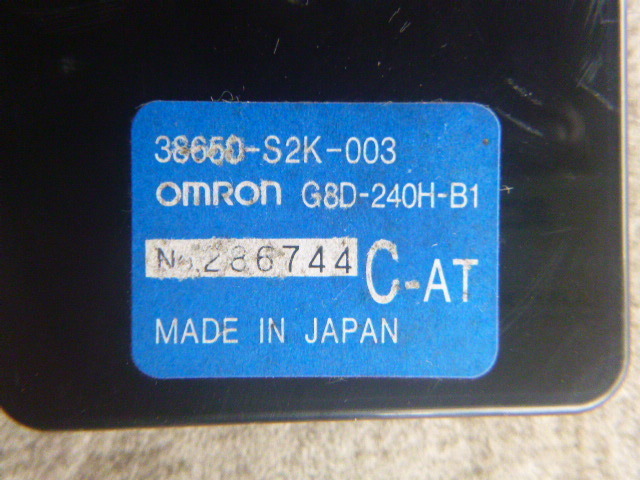 38650-S2K-003
omron G8D-240H-B1
No.286744 C-AT
MADE IN JAPAN